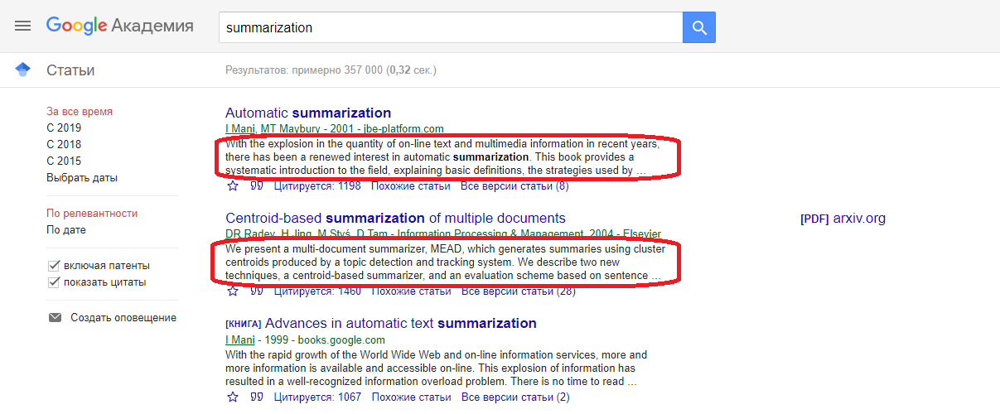 Google Академия
summarization
Статьи
Результатов: примерно 357 000 (0,32 сек.)
За все время
С 2019
С 2018
С 2015
Выбрать даты
По релевантности
По дате
включая патенты
показать цитаты
Создать оповещение
Automatic summarization
I Mani, MT Maybury - 2001 - jbe-platform.com
With the explosion in the quantity of on-line text and multimedia information in recent years,
there has been a renewed interest in automatic summarization. This book provides a
systematic introduction to the field, explaining basic definitions, the strategies used by …
Цитируется: 1198 Похожие статьи Все версии статьи (8)
Centroid-based summarization of multiple documents
[PDF] arxiv.org
DR Radev, H Jing, M Styś, D Tam - Information Processing & Management, 2004 - Elsevier
We present a multi-document summarizer, MEAD, which generates summaries using cluster
centroids produced by a topic detection and tracking system. We describe two new
techniques, a centroid-based summarizer, and an evaluation scheme based on sentence …
Цитируется: 1460 Похожие статьи Все версии статьи (28)
[КНИГА] Advances in automatic text summarization
I Mani - 1999 - books.google.com
With the rapid growth of the World Wide Web and on-line information services, more and
more information is available and accessible on-line. This explosion of information has
resulted in a well-recognized information overload problem. There is no time to read …
Цитируется: 1067 Похожие статьи Все версии статьи (2)